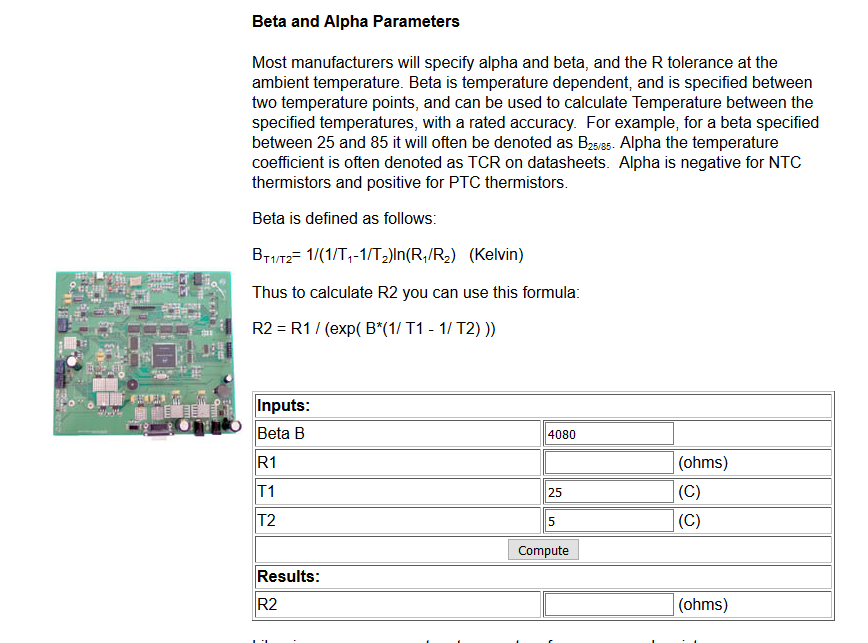 Beta and Alpha Parameters
Most manufacturers will specify alpha and beta, and the R tolerance at the
ambient temperature. Beta is temperature dependent, and is specified between
two temperature points, and can be used to calculate Temperature between the
specified temperatures, with a rated accuracy.  For example, for a beta specified
between 25 and 85 it will often be denoted as B25/85. Alpha the temperature
coefficient is often denoted as TCR on datasheets.  Alpha is negative for NTC
thermistors and positive for PTC thermistors.
Beta is defined as follows:
BT1/T2= 1/(1/T1-1/T2)ln(R1/R2)   (Kelvin)
Thus to calculate R2 you can use this formula:
R2 = R1 / (exp( B*(1/ T1 - 1/ T2) ))
Inputs:
Beta B 4080
R1 (ohms)
T1 25 (C)
T2 5 (C)
Compute
Results:
R2 (ohms)